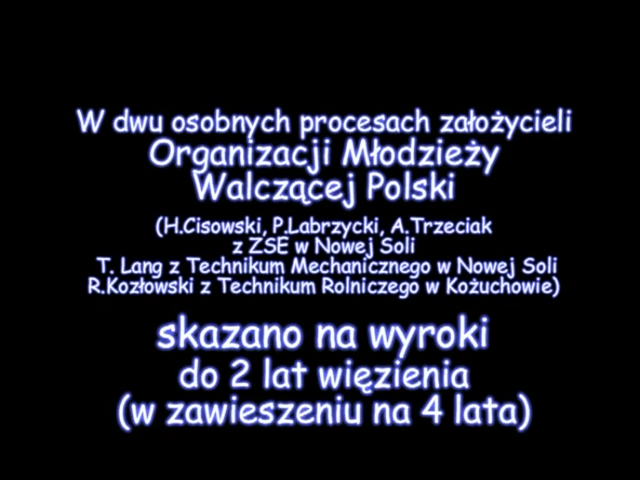 W dwu osobnych procesach założycieli
Organizacji Młodzieży
Walczącej Polski
(H.Cisowski, P.Labrzycki, A.Trzeciak
z ZSE w Nowej Soli
T. Lang z Technikum Mechanicznego w Nowej Soli
R.Kozłowski z Technikum Rolniczego w Kożuchowie)
skazano na wyroki
do 2 lat więzienia
(w zawieszeniu na 4 lata)